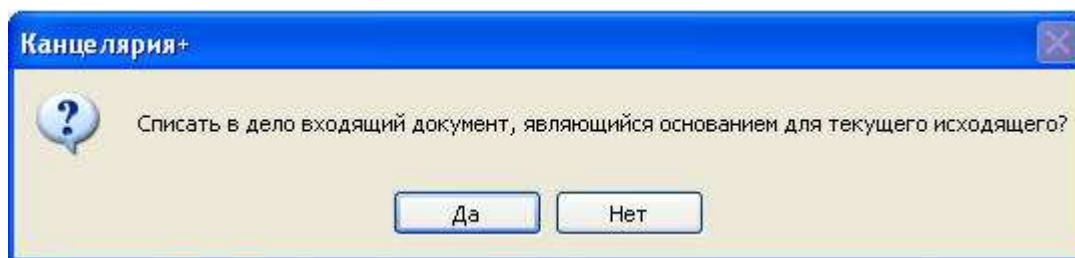 Канцелярия+
Списать в дело входящий документ, являющийся основанием для текущего исходящего?
Да
Нет